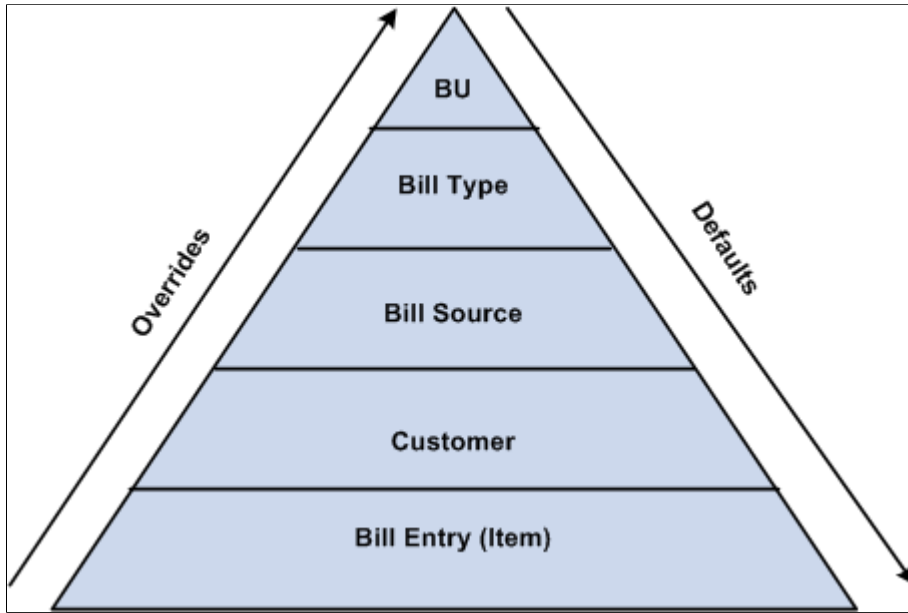 BU
Bill Type
Overrides
Defaults
Bill Source
Customer
Bill Entry (Item)